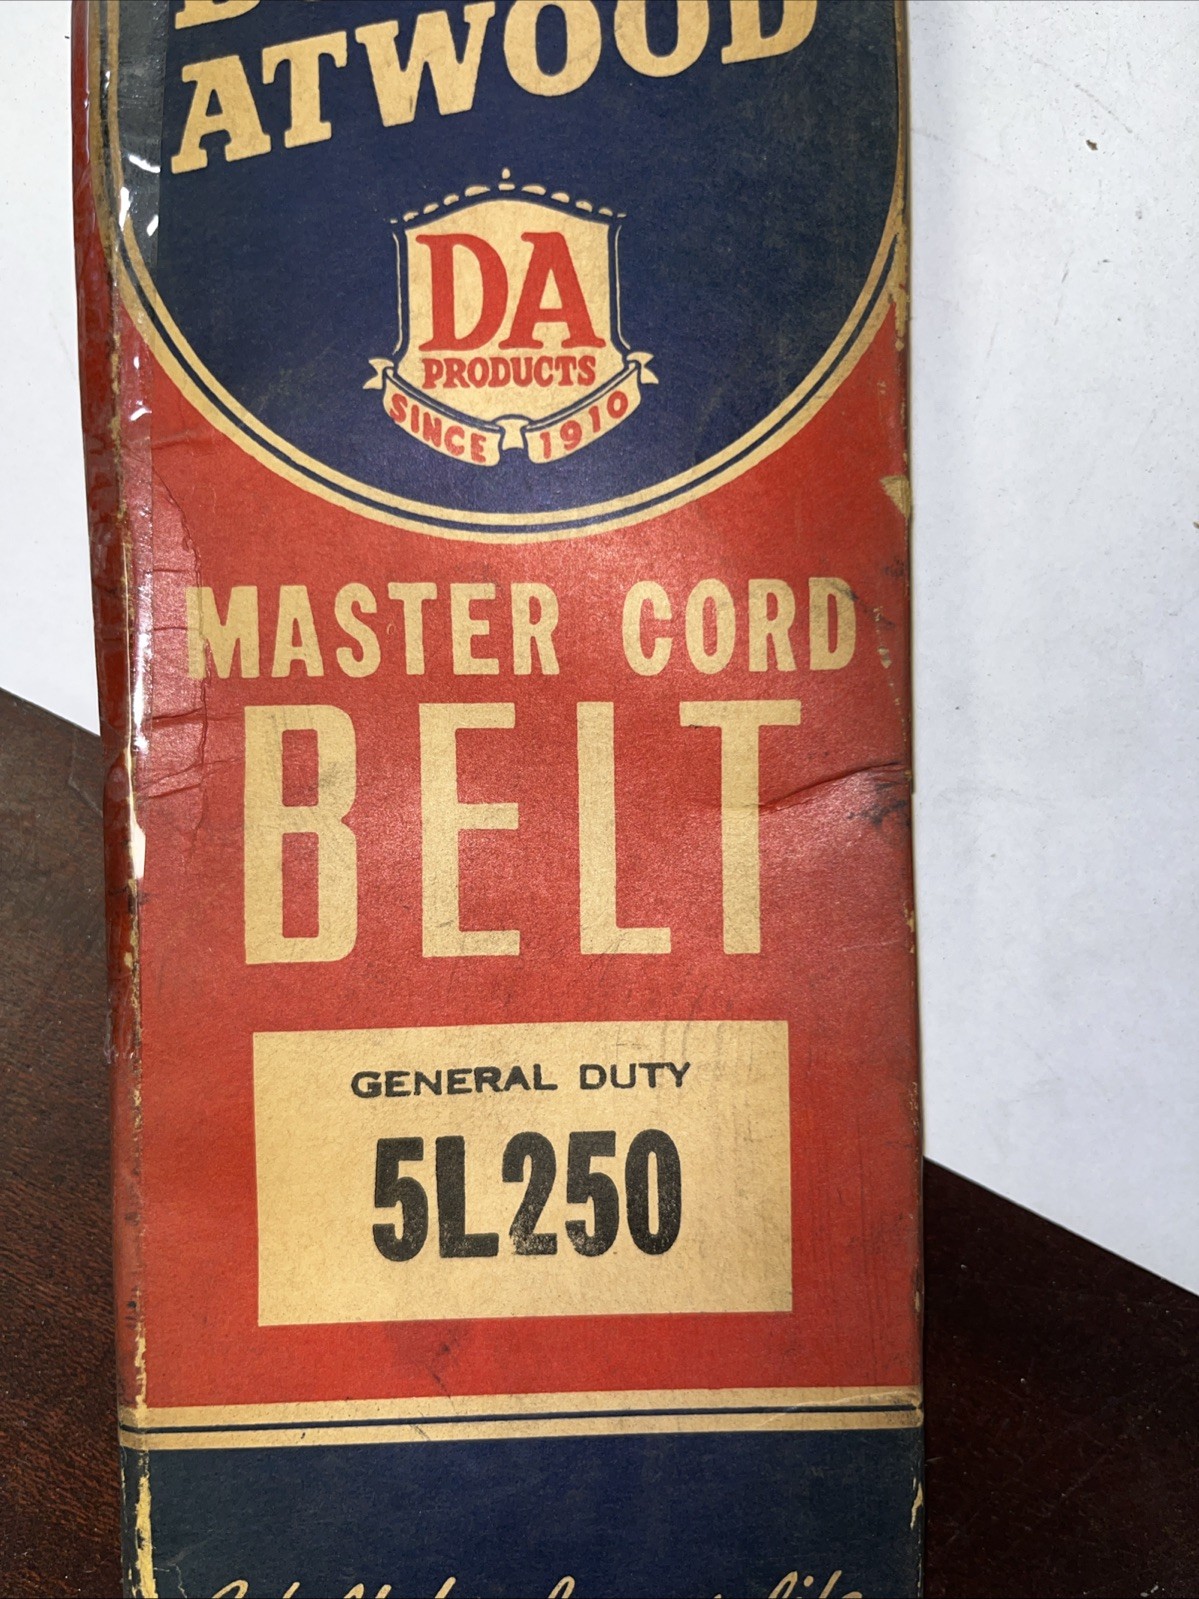 ATWOOD
DA
PRODUCTS
SINCE 1910
MASTER CORD
BELT
GENERAL DUTY
5L250